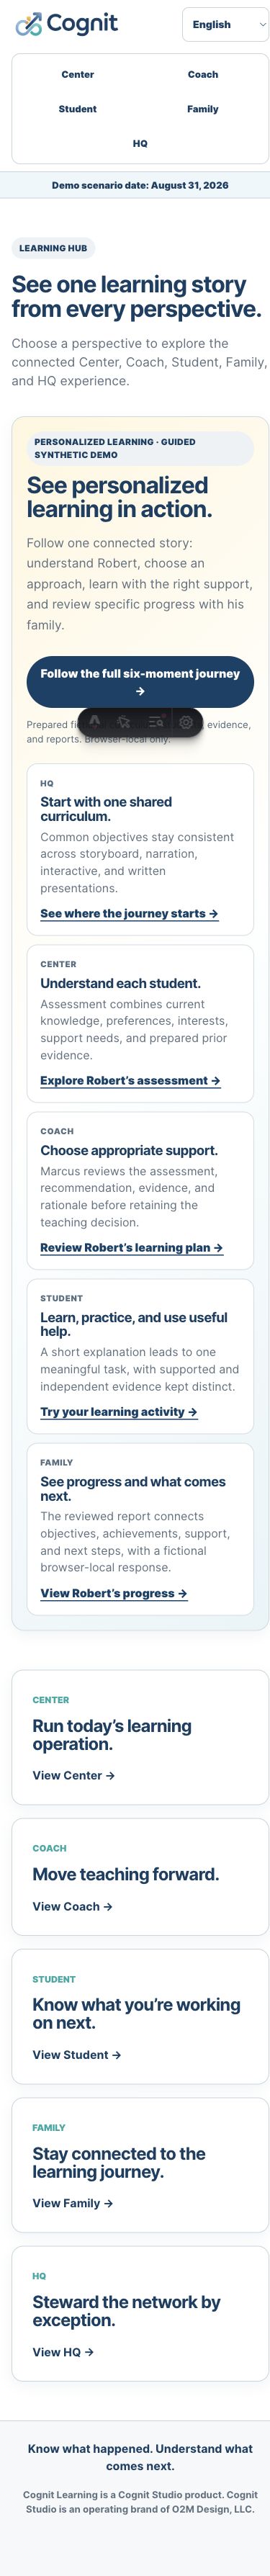 Cognit
English
Center
Coach
Student
Family
HQ
Demo scenario date: August 31, 2026
LEARNING HUB
See one learning story
from every perspective.
Choose a perspective to explore the
connected Center, Coach, Student, Family,
and HQ experience.
PERSONALIZED LEARNING · GUIDED
SYNTHETIC DEMO
See personalized
learning in action.
Follow one connected story:
understand Robert, choose an
approach, learn with the right support,
and review specific progress with his
family.
Follow the full six-moment journey
→
Prepared evidence,
and reports. Browser-local only.
HQ
Start with one shared
curriculum.
Common objectives stay consistent
across storyboard, narration,
interactive, and written
presentations.
See where the journey starts →
CENTER
Understand each student.
Assessment combines current
knowledge, preferences, interests,
support needs, and prepared prior
evidence.
Explore Robert’s assessment →
COACH
Choose appropriate support.
Marcus reviews the assessment,
recommendation, evidence, and
rationale before retaining the
teaching decision.
Review Robert’s learning plan →
STUDENT
Learn, practice, and use useful
help.
A short explanation leads to one
meaningful task, with supported and
independent evidence kept distinct.
Try your learning activity →
FAMILY
See progress and what comes
next.
The reviewed report connects
objectives, achievements, support,
and next steps, with a fictional
browser-local response.
View Robert’s progress →
CENTER
Run today’s learning
operation.
View Center →
COACH
Move teaching forward.
View Coach →
STUDENT
Know what you’re working
on next.
View Student →
FAMILY
Stay connected to the
learning journey.
View Family →
HQ
Steward the network by
exception.
View HQ →
Know what happened. Understand what
comes next.
Cognit Learning is a Cognit Studio product. Cognit
Studio is an operating brand of O2M Design, LLC.